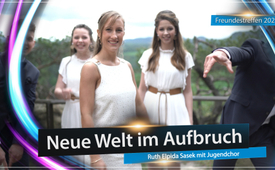 Freundestreffen 202
Neue Welt im Aufbruch
Ruth Elpida Sasek mit Jugendchor